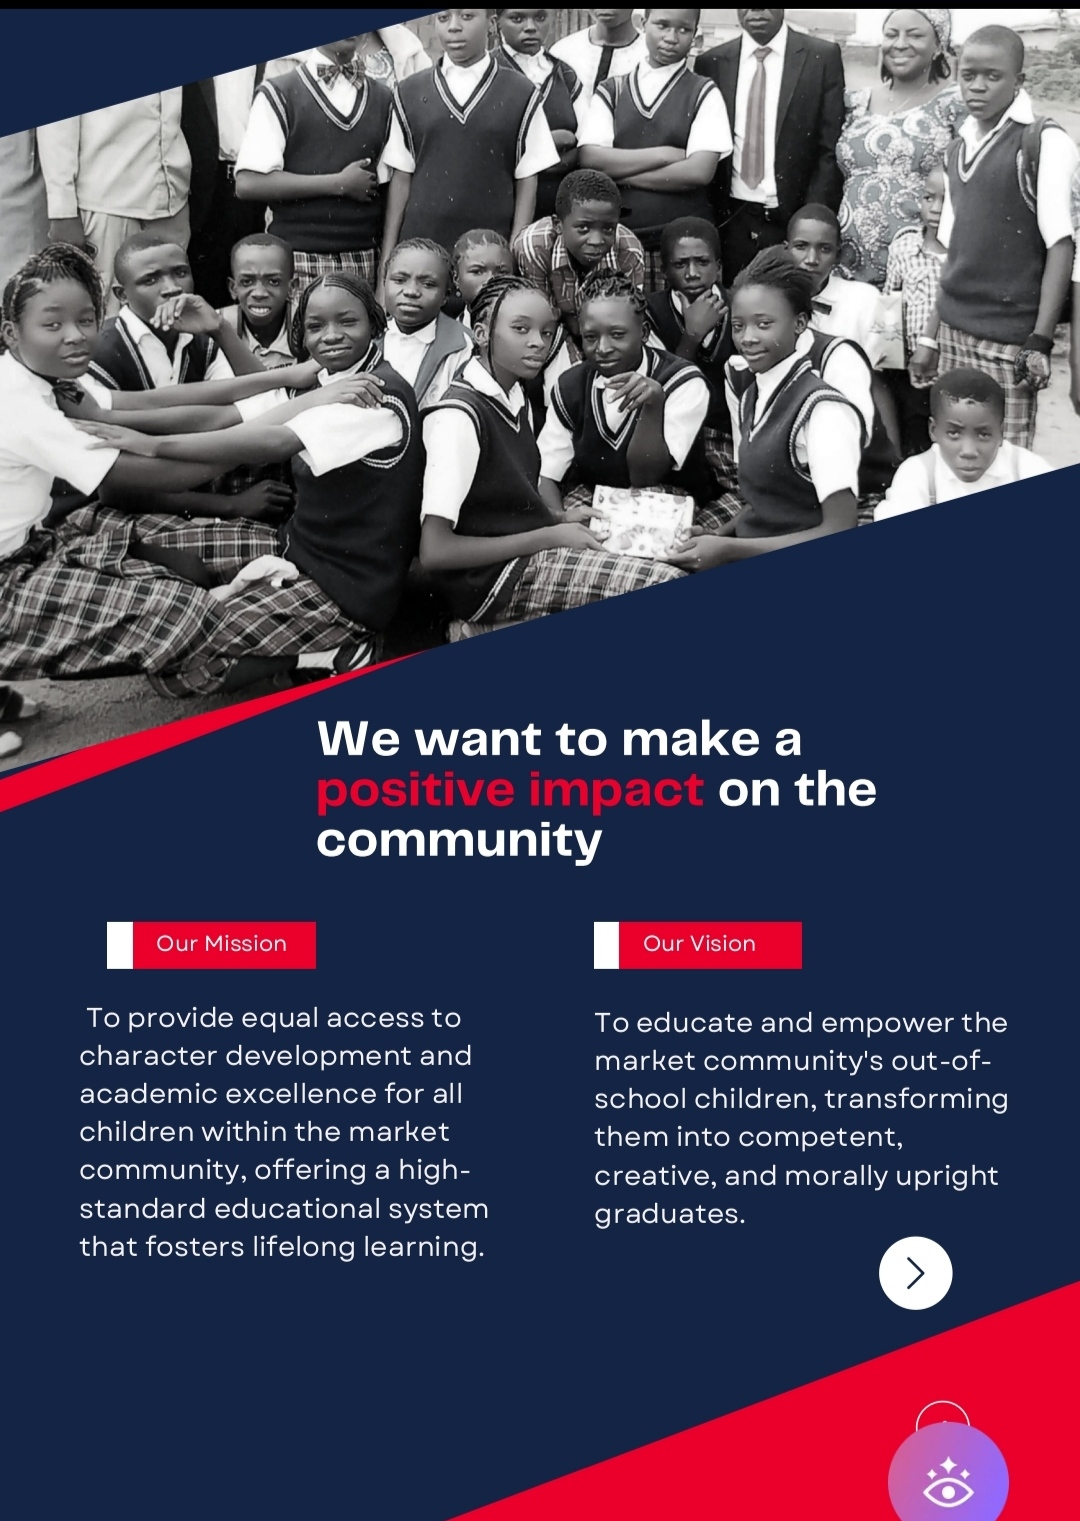 We want to make a
positive impact on the
community
Our Mission
To provide equal access to
character development and
academic excellence for all
children within the market
community, offering a high-
standard educational system
that fosters lifelong learning.
Our Vision
To educate and empower the
market community's out-of-
school children, transforming
them into competent,
creative, and morally upright
graduates.